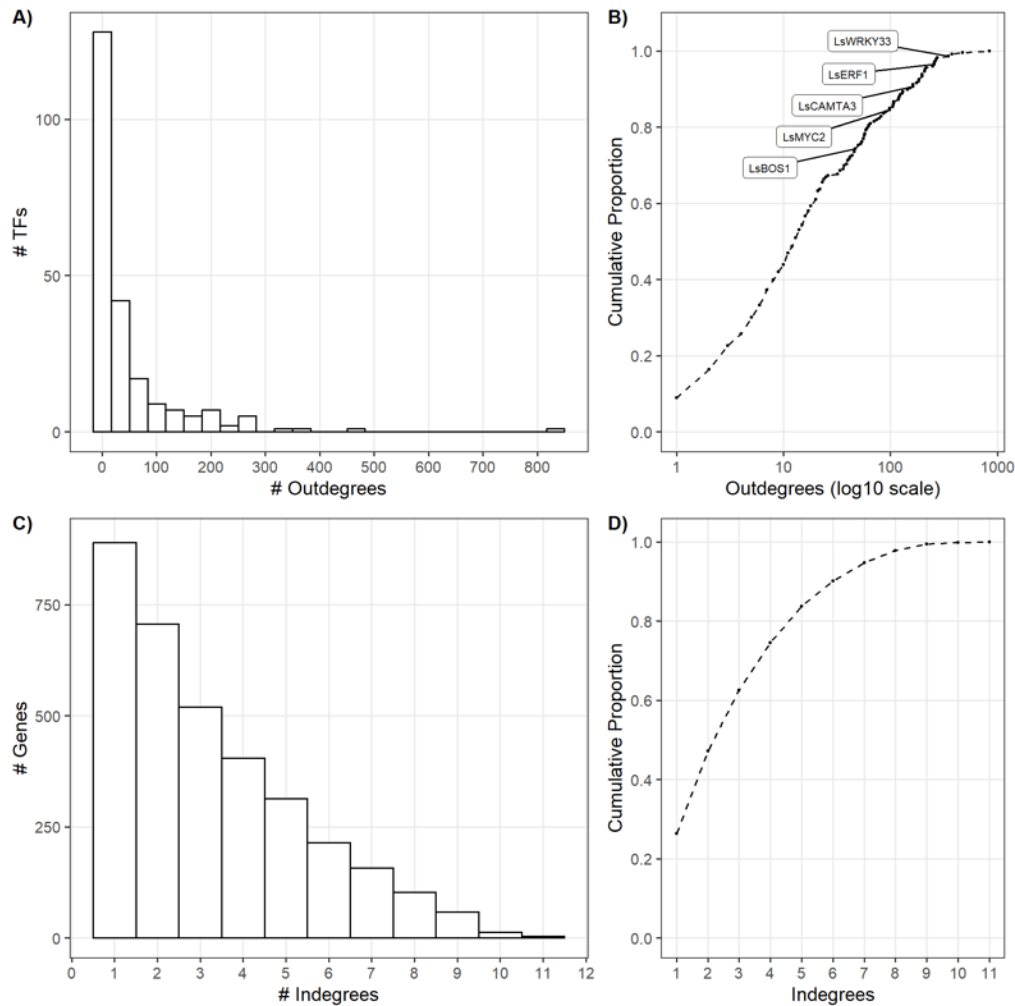 A)
# TFs
100
50
0
0 100 200 300 400 500 600 700 800
# Outdegrees
B)
Cumulative Proportion
1.0
0.8
0.6
0.4
0.2
0.0
LsWRKY33
LsERF1
LsCAMTA3
LsMYC2
LsBOS1
1 10 100 1000
Outdegrees (log10 scale)
C)
# Genes
750
500
250
0
0 1 2 3 4 5 6 7 8 9 10 11 12
# Indegrees
D)
Cumulative Proportion
1.0
0.8
0.6
0.4
0.2
0.0
1 2 3 4 5 6 7 8 9 10 11
Indegrees